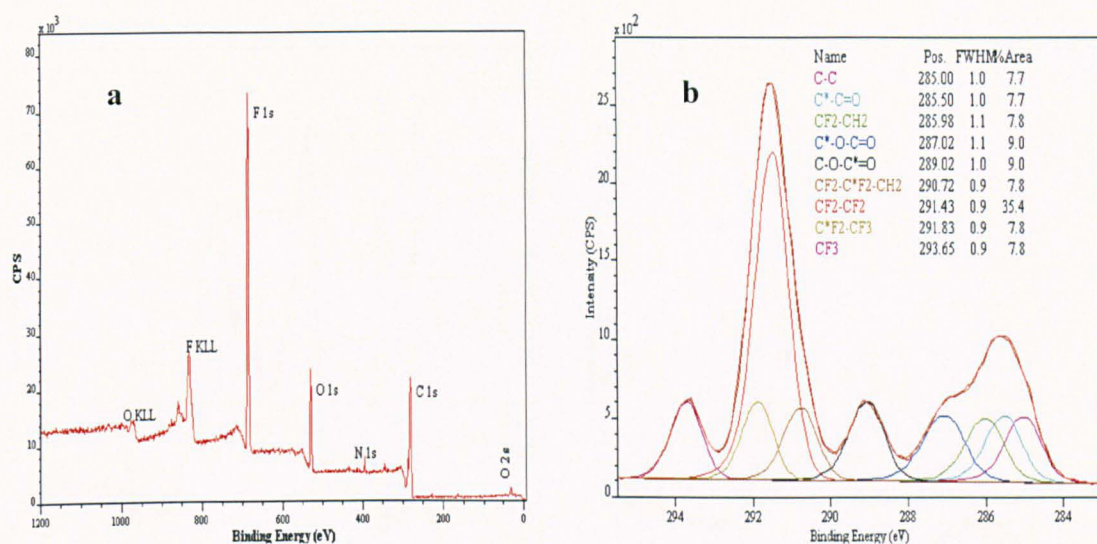 x 10³
80
70
60
50
40
30
20
10
0
CPS
a
F 1s
F KLL
O KLL
O 1s
N 1s
C 1s
O 2s
1200 1000 800 600 400 200 0
Binding Energy (eV)
x 10²
25
20
15
10
5
0
Intensity (CPS)
b
Name Pos. FWHM %Area
C-C 285.00 1.0 7.7
C*-C=O 285.50 1.0 7.7
CF2-CH2 285.98 1.1 7.8
C*-O-C=O 287.02 1.1 9.0
C-O-C*=O 289.02 1.0 9.0
CF2-C*F2-CH2 290.72 0.9 7.8
CF2-CF2 291.43 0.9 35.4
C*F2-CF3 291.83 0.9 7.8
CF3 293.65 0.9 7.8
294 292 290 288 286 284
Binding Energy (eV)